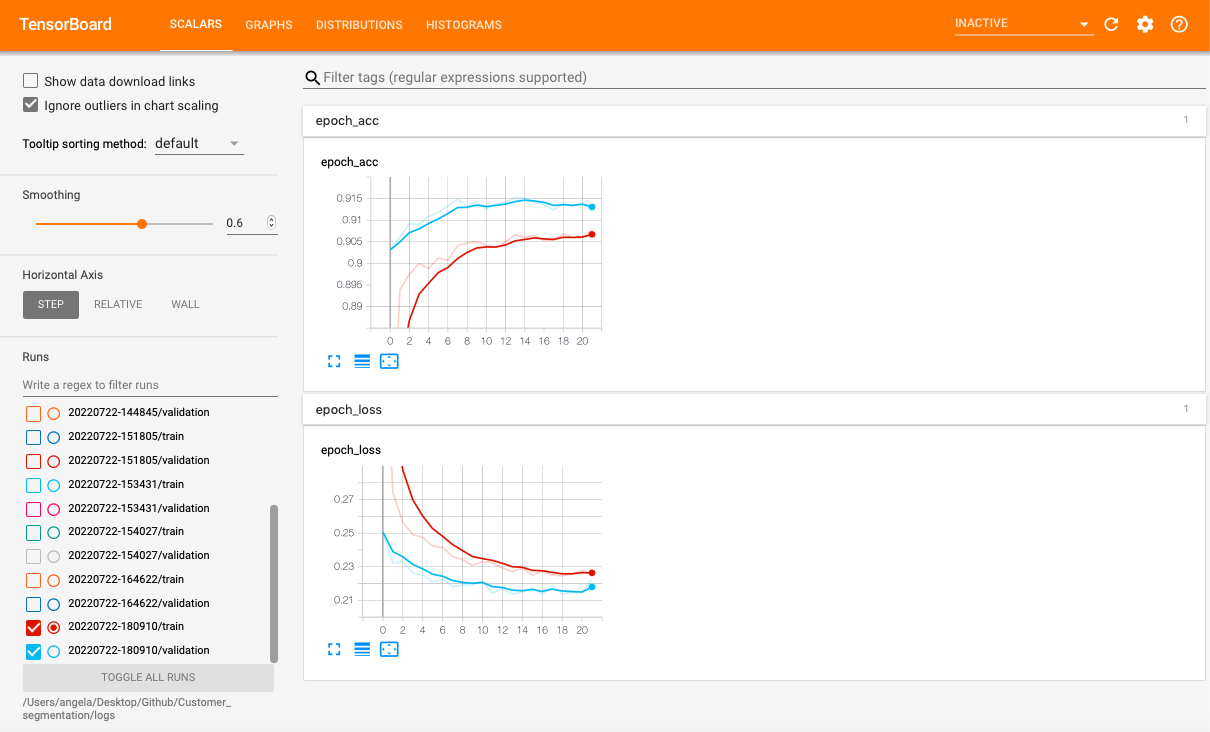 TensorBoard SCALARS GRAPHS DISTRIBUTIONS HISTOGRAMS INACTIVE
Show data download links
Ignore outliers in chart scaling
Tooltip sorting method: default
Smoothing
0.6
Horizontal Axis
STEP RELATIVE WALL
Runs
Write a regex to filter runs
20220722-144845/validation
20220722-151805/train
20220722-151805/validation
20220722-153431/train
20220722-153431/validation
20220722-154027/train
20220722-154027/validation
20220722-164622/train
20220722-164622/validation
20220722-180910/train
20220722-180910/validation
TOGGLE ALL RUNS
/Users/angela/Desktop/Github/Customer_
segmentation/logs
Filter tags (regular expressions supported)
epoch_acc 1
epoch_acc
0.915
0.91
0.905
0.9
0.895
0.89
0 2 4 6 8 10 12 14 16 18 20
epoch_loss 1
epoch_loss
0.27
0.25
0.23
0.21
0 2 4 6 8 10 12 14 16 18 20